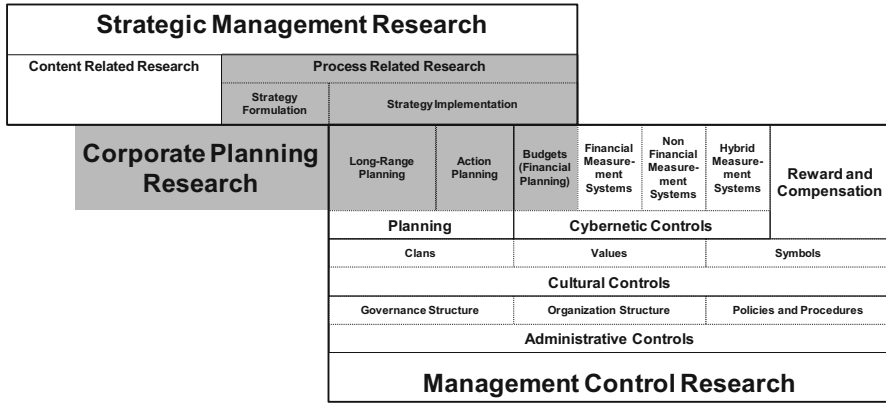 Strategic Management Research
Content Related Research
Process Related Research
Strategy
Formulation
Strategy Implementation
Corporate Planning
Research
Long-Range
Planning
Action
Planning
Budgets
(Financial
Planning)
Financial
Measure-
ment
Systems
Non
Financial
Measure-
ment
Systems
Hybrid
Measure-
ment
Systems
Reward and
Compensation
Planning
Cybernetic Controls
Clans
Values
Symbols
Cultural Controls
Governance Structure
Organization Structure
Policies and Procedures
Administrative Controls
Management Control Research